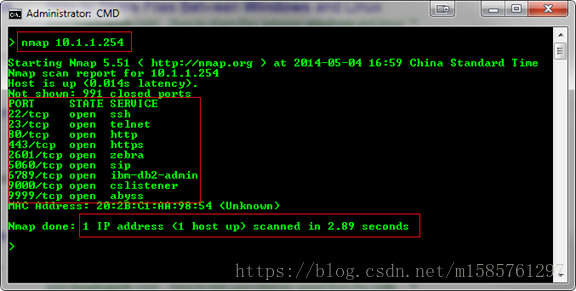 Administrator: CMD
> nmap 10.1.1.254
Starting Nmap 5.51 ( http://nmap.org ) at 2014-05-04 16:59 China Standard Time
Nmap scan report for 10.1.1.254
Host is up (0.014s latency).
Not shown: 991 closed ports
PORT STATE SERVICE
22/tcp open ssh
23/tcp open telnet
80/tcp open http
443/tcp open https
2601/tcp open zebra
5060/tcp open sip
6789/tcp open ibm-db2-admin
9000/tcp open cslistener
9999/tcp open abyss
MAC Address: 20:2B:C1:AA:98:54 (Unknown)
Nmap done: 1 IP address (1 host up) scanned in 2.89 seconds
>
https://blog.csdn.net/m1585761297